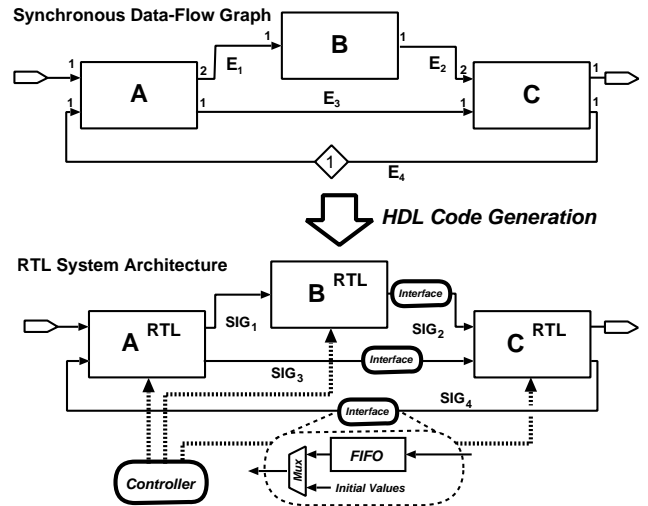 Synchronous Data-Flow Graph
1 2 E₁ 1 B 1 E₂ 2 1
A E₃ C
1 1 1 1
1
E₄
HDL Code Generation
RTL System Architecture
B RTL Interface
A RTL SIG₁ SIG₂ C RTL
SIG₃ Interface
Interface SIG₄
Controller Mux FIFO
Initial Values